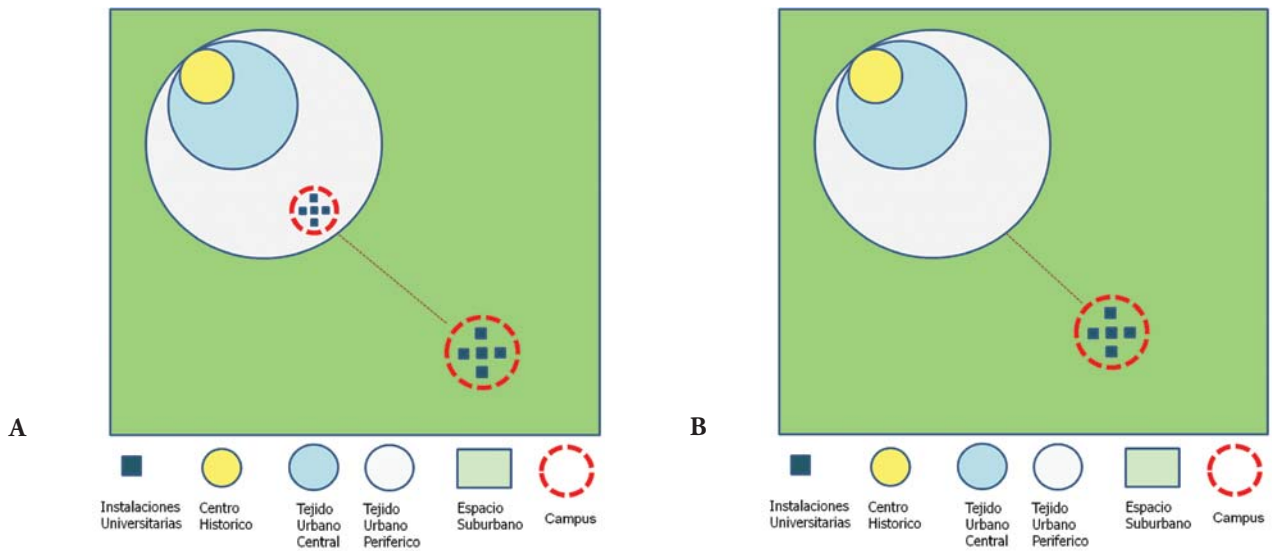 A
Instalaciones
Universitarias
Centro
Historico
Tejido
Urbano
Central
Tejido
Urbano
Periferico
Espacio
Suburbano
Campus
B
Instalaciones
Universitarias
Centro
Historico
Tejido
Urbano
Central
Tejido
Urbano
Periferico
Espacio
Suburbano
Campus